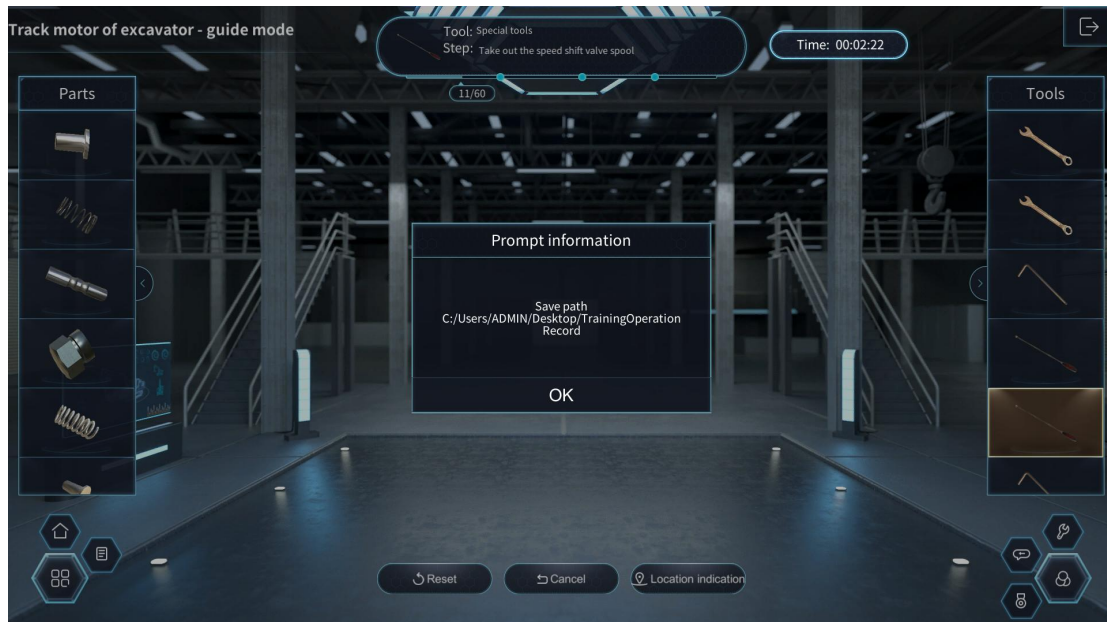 Track motor of excavator - guide mode
Tool: Special tools
Step: Take out the speed shift valve spool
Time: 00:02:22
11/60
Parts
Tools
Prompt information
Save path
C:/Users/ADMIN/Desktop/TrainingOperation
Record
OK
Reset
Cancel
Location indication